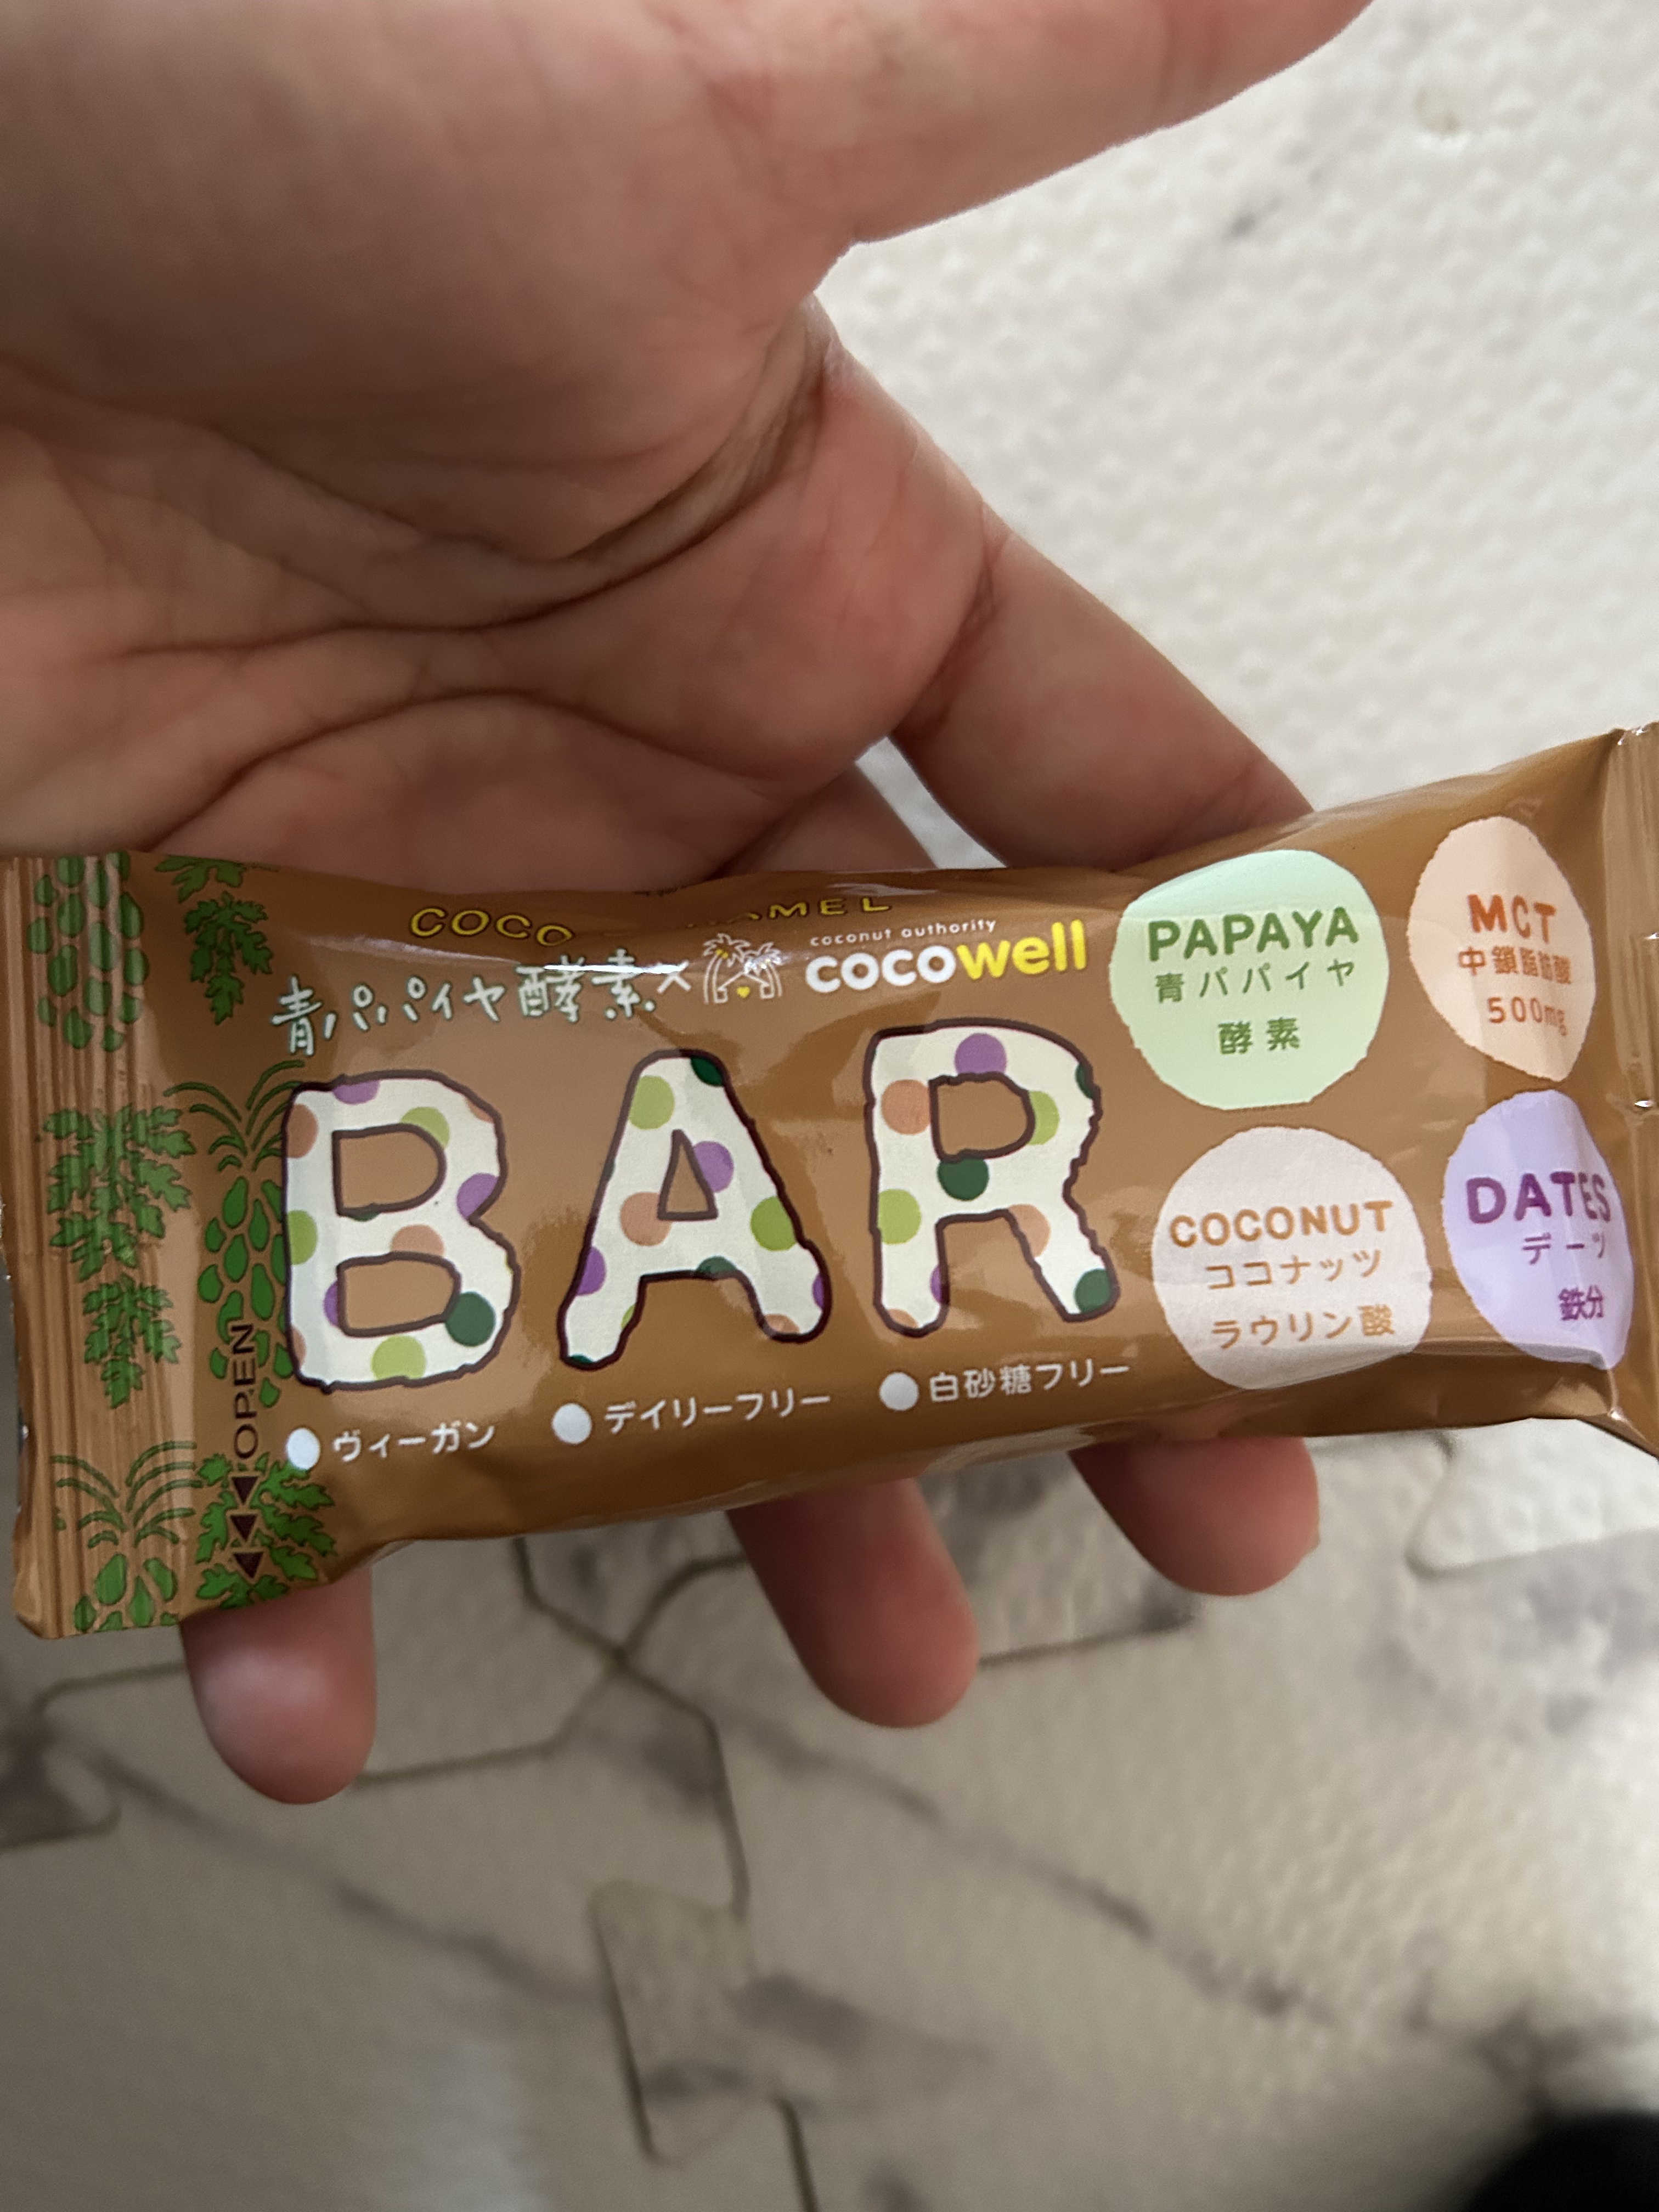 COCO
青パパイヤ酵素×
coconut authority
cocowell
BAR
ヴィーガン
デイリーフリー
白砂糖フリー
OPEN
PAPAYA
青パパイヤ
酵素
MCT
中鎖脂肪酸
500mg
COCONUT
ココナッツ
ラウリン酸
DATES
デーツ
鉄分